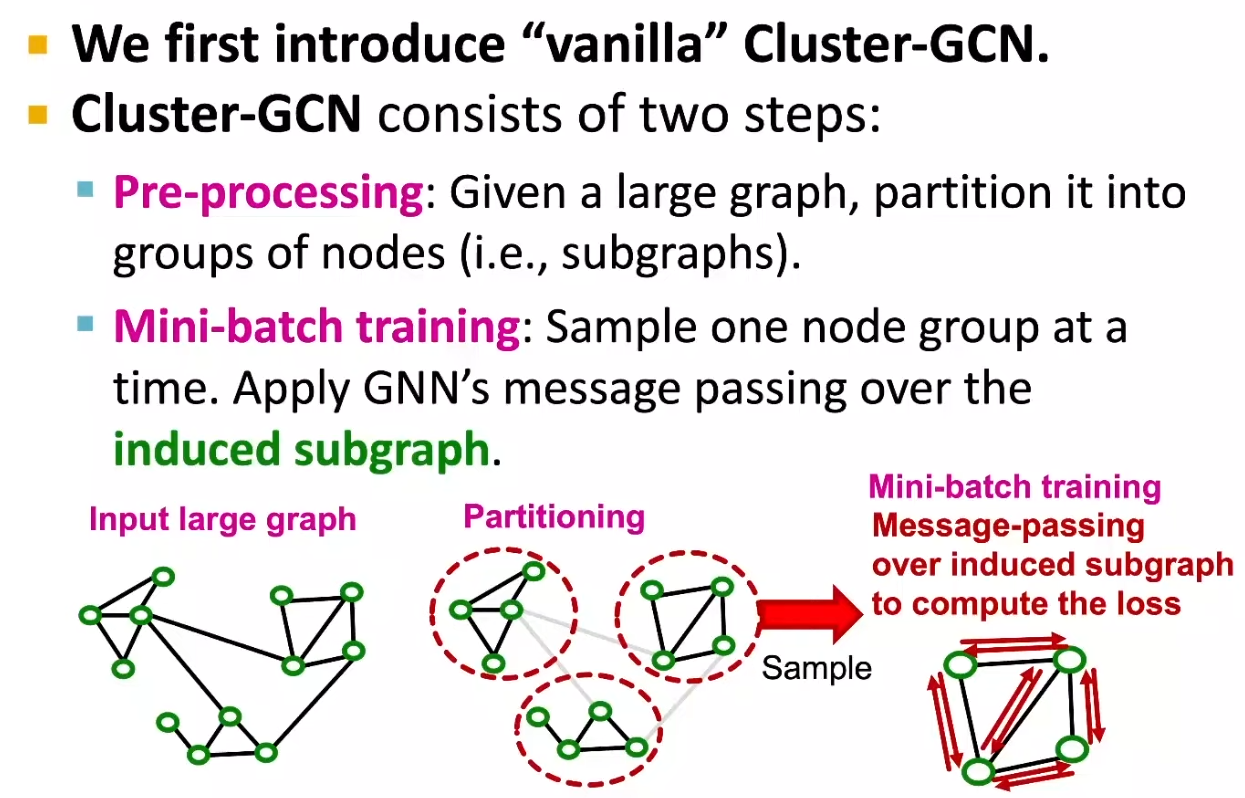 We first introduce “vanilla” Cluster-GCN.
Cluster-GCN consists of two steps:
Pre-processing: Given a large graph, partition it into
groups of nodes (i.e., subgraphs).
Mini-batch training: Sample one node group at a
time. Apply GNN’s message passing over the
induced subgraph.
Input large graph
Partitioning
Sample
Mini-batch training
Message-passing
over induced subgraph
to compute the loss